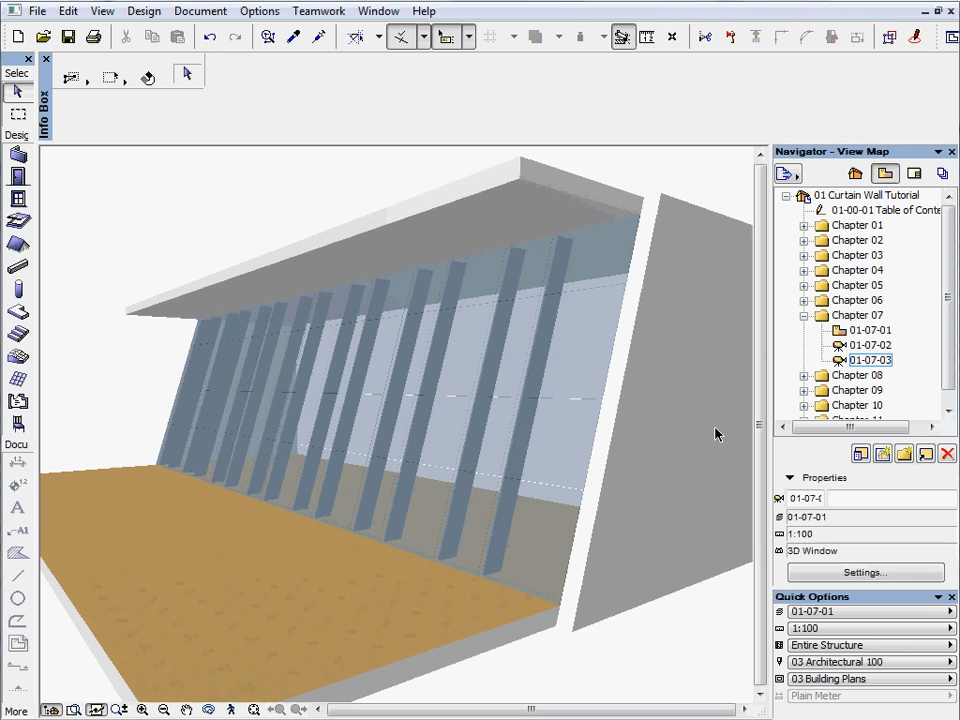 File Edit View Design Document Options Teamwork Window Help
Selec
Info Box
Desig
Navigator - View Map
01 Curtain Wall Tutorial
01-00-01 Table of Conte
Chapter 01
Chapter 02
Chapter 03
Chapter 04
Chapter 05
Chapter 06
Chapter 07
01-07-01
01-07-02
01-07-03
Chapter 08
Chapter 09
Chapter 10
Docu
A
A1
More
Properties
01-07-(
01-07-01
1:100
3D Window
Settings...
Quick Options
01-07-01
1:100
Entire Structure
03 Architectural 100
03 Building Plans
Plain Meter